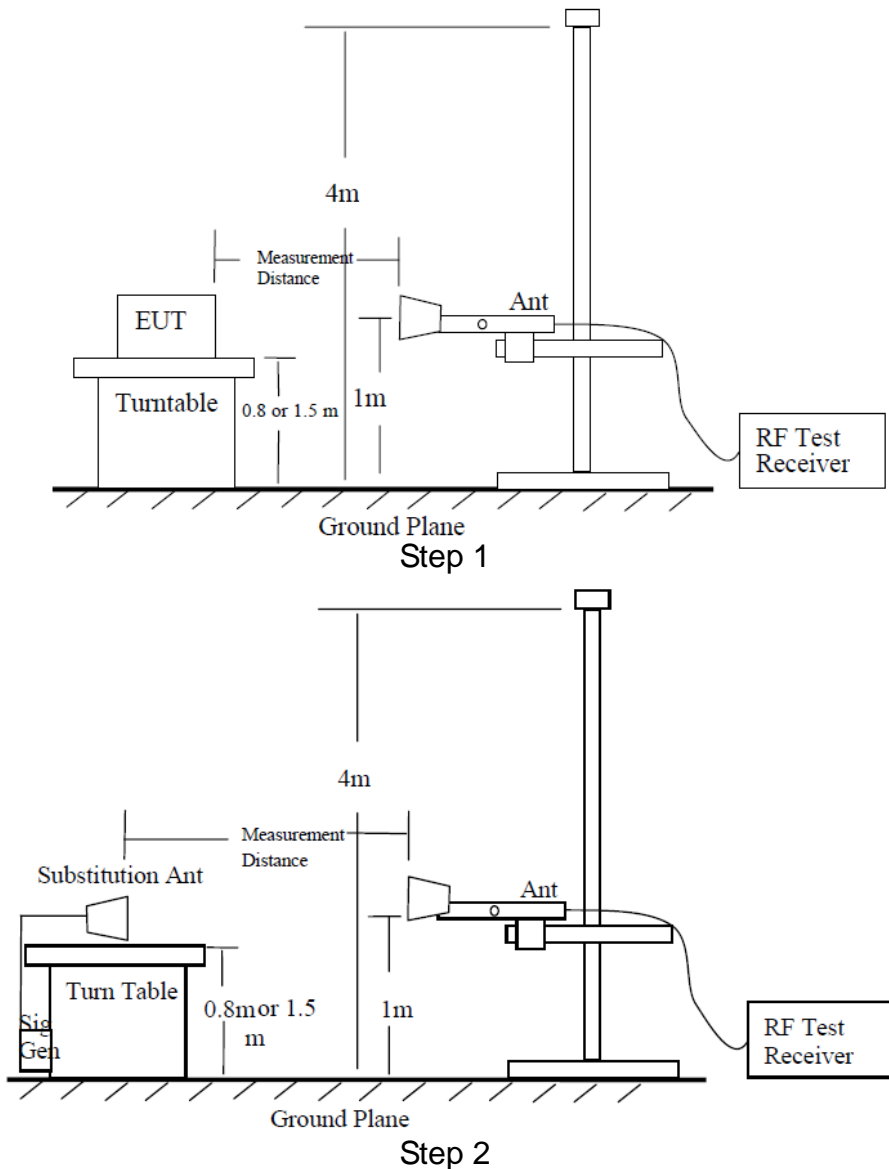 4m
Measurement
Distance
EUT
Ant
Turntable
0.8 or 1.5 m
1m
RF Test
Receiver
Ground Plane
Step 1
4m
Measurement
Distance
Substitution Ant
Ant
Turn Table
0.8m or 1.5
m
1m
Sig
Gen
RF Test
Receiver
Ground Plane
Step 2